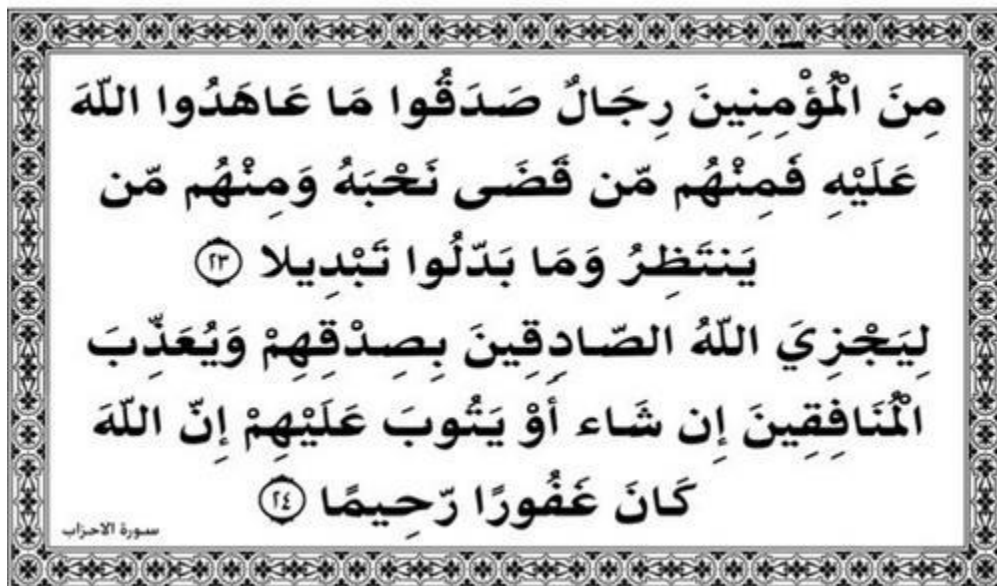 مِنَ الْمُؤْمِنِينَ رِجَالٌ صَدَقُوا مَا عَاهَدُوا اللّهَ
عَلَيْهِ فَمِنْهُم مّن قَضَى نَحْبَهُ وَمِنْهُم مّن
يَنتَظِرُ وَمَا بَدّلُوا تَبْدِيلا ٢٣
لِيَجْزِيَ اللّهُ الصّادِقِينَ بِصِدْقِهِمْ وَيُعَذِّبَ
الْمُنَافِقِينَ إِن شَاء أَوْ يَتُوبَ عَلَيْهِمْ إِنّ اللّهَ
كَانَ غَفُورًا رّحِيمًا ٢٤
سورة الاحزاب